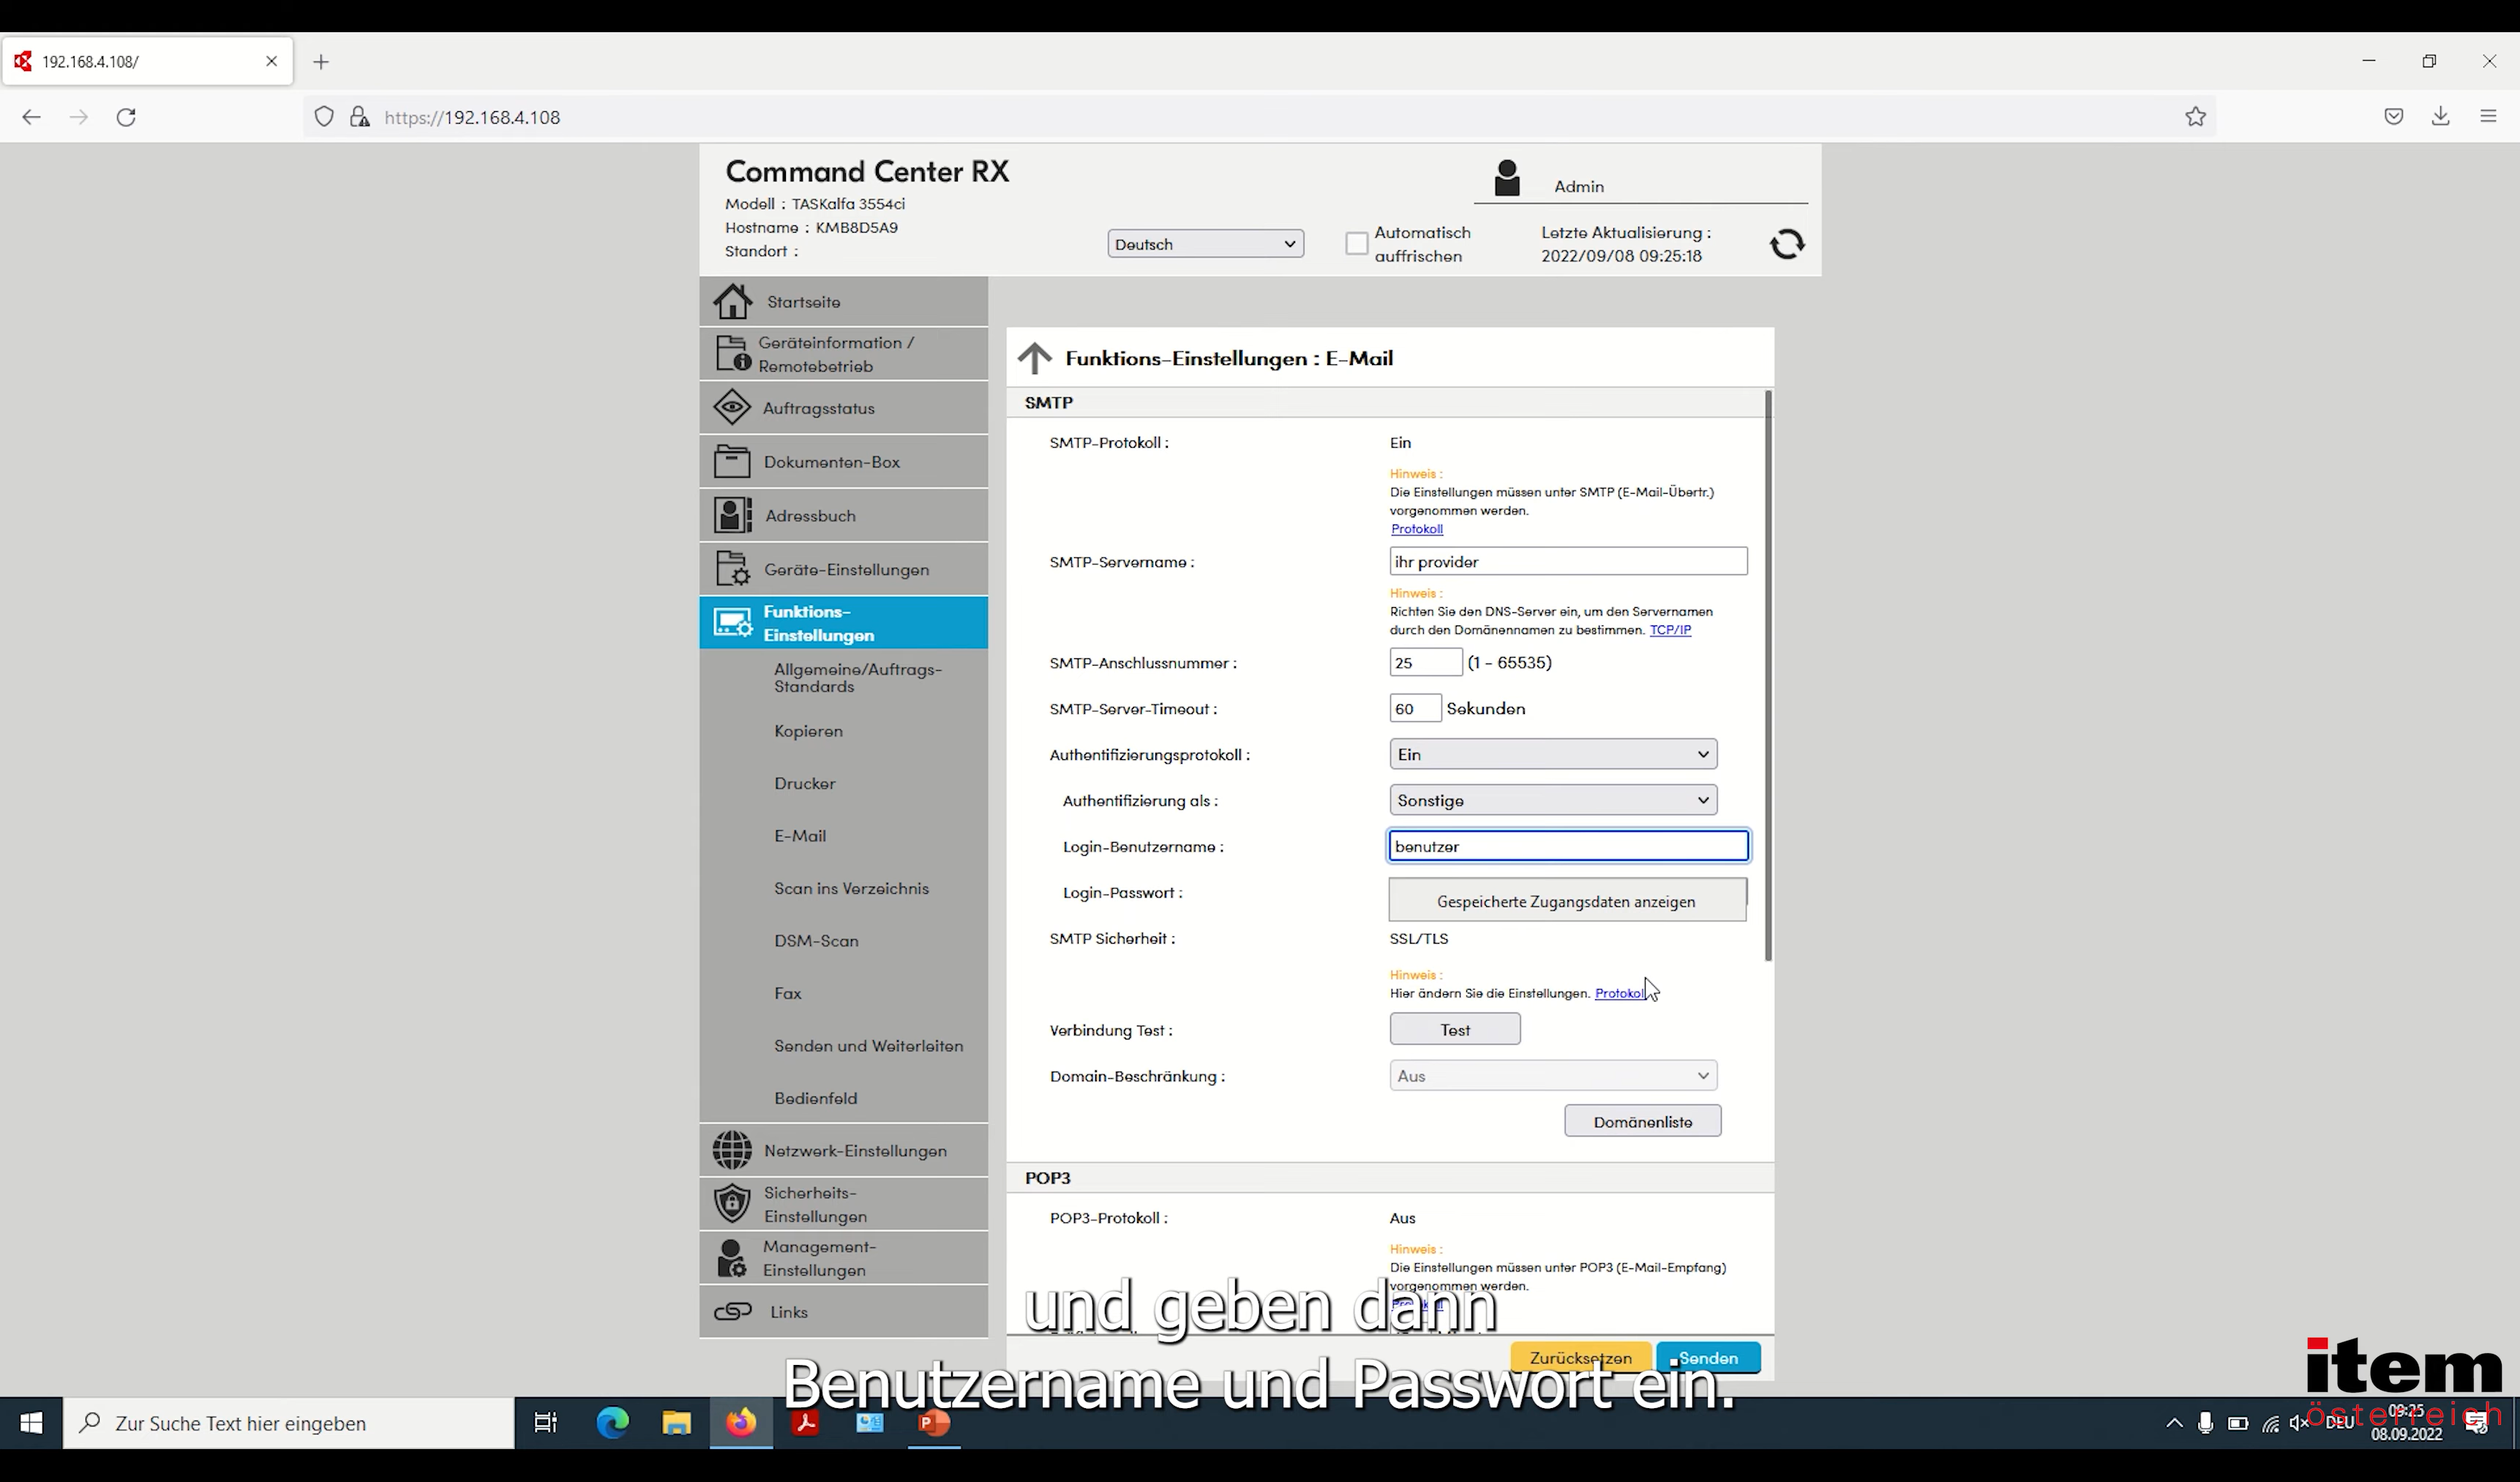 192.168.4.108/
https://192.168.4.108
Command Center RX
Modell : TASKalfa 3554ci
Hostname : KMB8D5A9
Standort :
Deutsch
Automatisch
auffrischen
Admin
Letzte Aktualisierung :
2022/09/08 09:25:18
Startseite
Geräteinformation /
Remotebetrieb
Auftragsstatus
Dokumenten-Box
Adressbuch
Geräte-Einstellungen
Funktions-
Einstellungen
Allgemeine/Auftrags-
Standards
Kopieren
Drucker
E-Mail
Scan ins Verzeichnis
DSM-Scan
Fax
Senden und Weiterleiten
Bedienfeld
Netzwerk-Einstellungen
Sicherheits-
Einstellungen
Management-
Einstellungen
Links
Funktions-Einstellungen : E-Mail
SMTP
SMTP-Protokoll : Ein
Hinweis :
Die Einstellungen müssen unter SMTP (E-Mail-Übertr.)
vorgenommen werden.
Protokoll
SMTP-Servername : ihr provider
Hinweis :
Richten Sie den DNS-Server ein, um den Servernamen
durch den Domänennamen zu bestimmen. TCP/IP
SMTP-Anschlussnummer : 25 (1 - 65535)
SMTP-Server-Timeout : 60 Sekunden
Authentifizierungsprotokoll : Ein
Authentifizierung als : Sonstige
Login-Benutzername : benutzer
Login-Passwort : Gespeicherte Zugangsdaten anzeigen
SMTP Sicherheit : SSL/TLS
Hinweis :
Hier ändern Sie die Einstellungen. Protokoll
Verbindung Test : Test
Domain-Beschränkung : Aus
Domänenliste
POP3
POP3-Protokoll : Aus
Hinweis :
Die Einstellungen müssen unter POP3 (E-Mail-Empfang)
vorgenommen werden.
Zurücksetzen Senden
und geben dann
Benutzername und Passwort ein.
item
österreich
Zur Suche Text hier eingeben
DEU
09:25
08.09.2022